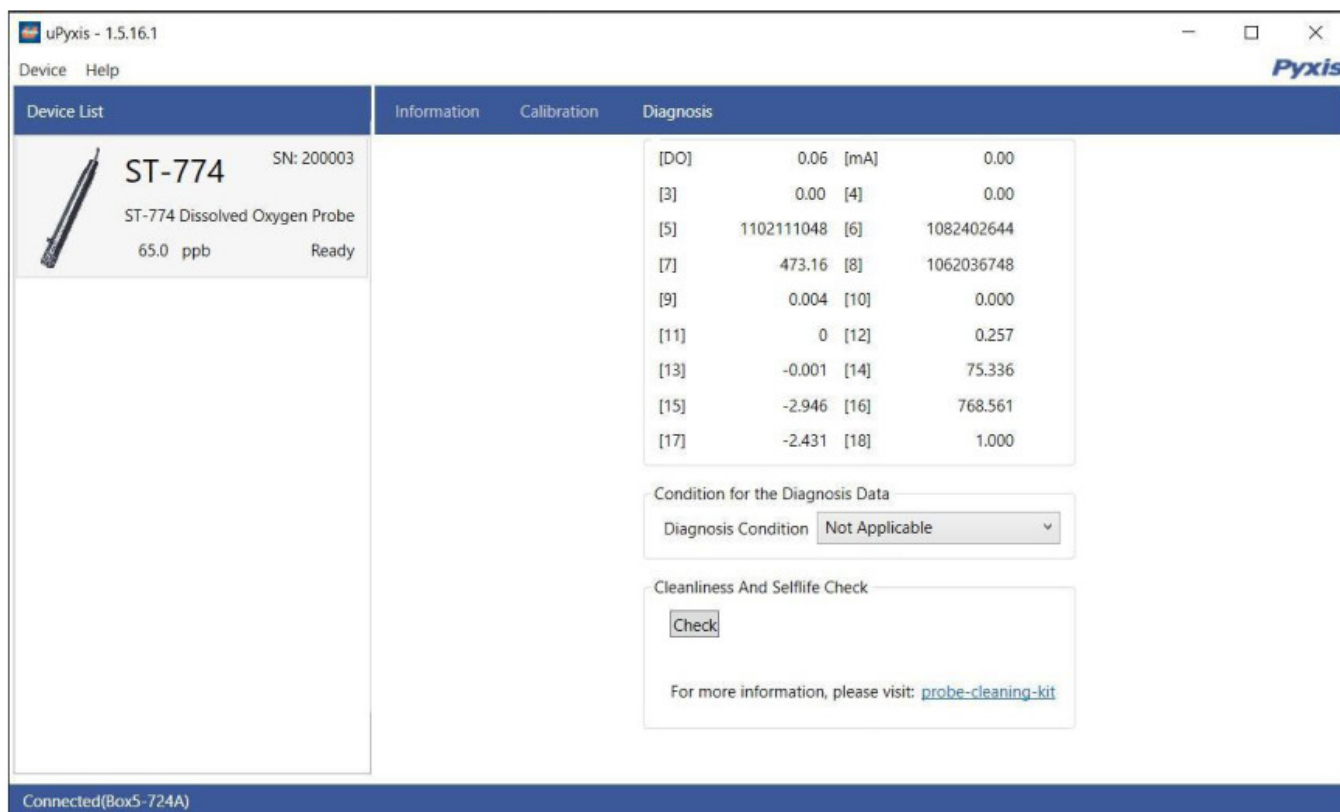 uPyxis - 1.5.16.1
Device Help
Pyxis
Device List
Information Calibration Diagnosis
ST-774
SN: 200003
ST-774 Dissolved Oxygen Probe
65.0 ppb Ready
[DO] 0.06 [mA] 0.00
[3] 0.00 [4] 0.00
[5] 1102111048 [6] 1082402644
[7] 473.16 [8] 1062036748
[9] 0.004 [10] 0.000
[11] 0 [12] 0.257
[13] -0.001 [14] 75.336
[15] -2.946 [16] 768.561
[17] -2.431 [18] 1.000
Condition for the Diagnosis Data
Diagnosis Condition Not Applicable
Cleanliness And Selflife Check
Check
For more information, please visit: probe-cleaning-kit
Connected(Box5-724A)